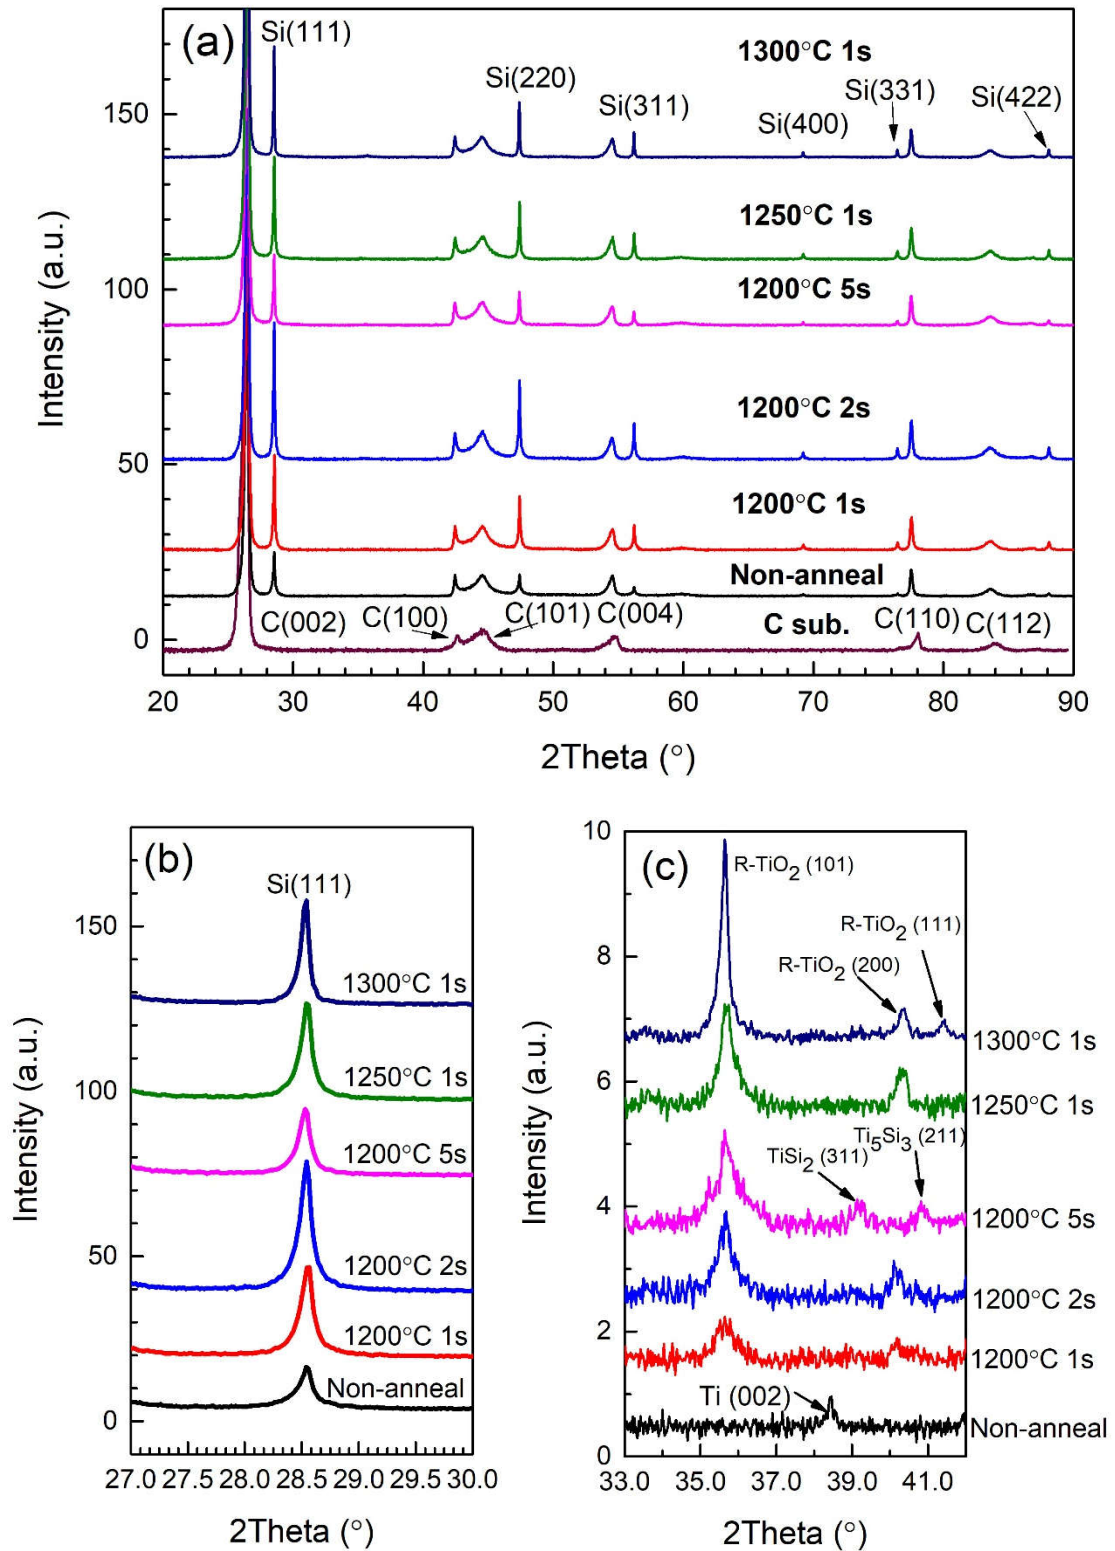 (a)
Si(111)
1300°C 1s
Si(220)
Si(311)
Si(331)
Si(422)
Si(400)
150
1250°C 1s
100
1200°C 5s
1200°C 2s
50
1200°C 1s
Non-anneal
0
C(002)
C(100)
C(101)
C(004)
C sub.
C(110)
C(112)
Intensity (a.u.)
20 30 40 50 60 70 80 90
2Theta (°)
(b)
Si(111)
150
1300°C 1s
1250°C 1s
100
1200°C 5s
50
1200°C 2s
1200°C 1s
Non-anneal
0
Intensity (a.u.)
27.0 27.5 28.0 28.5 29.0 29.5 30.0
2Theta (°)
10
(c)
R-TiO2 (101)
R-TiO2 (111)
R-TiO2 (200)
8
1300°C 1s
6
1250°C 1s
Ti5Si3 (211)
TiSi2 (311)
4
1200°C 5s
1200°C 2s
2
1200°C 1s
Ti (002)
Non-anneal
0
Intensity (a.u.)
33.0 35.0 37.0 39.0 41.0
2Theta (°)